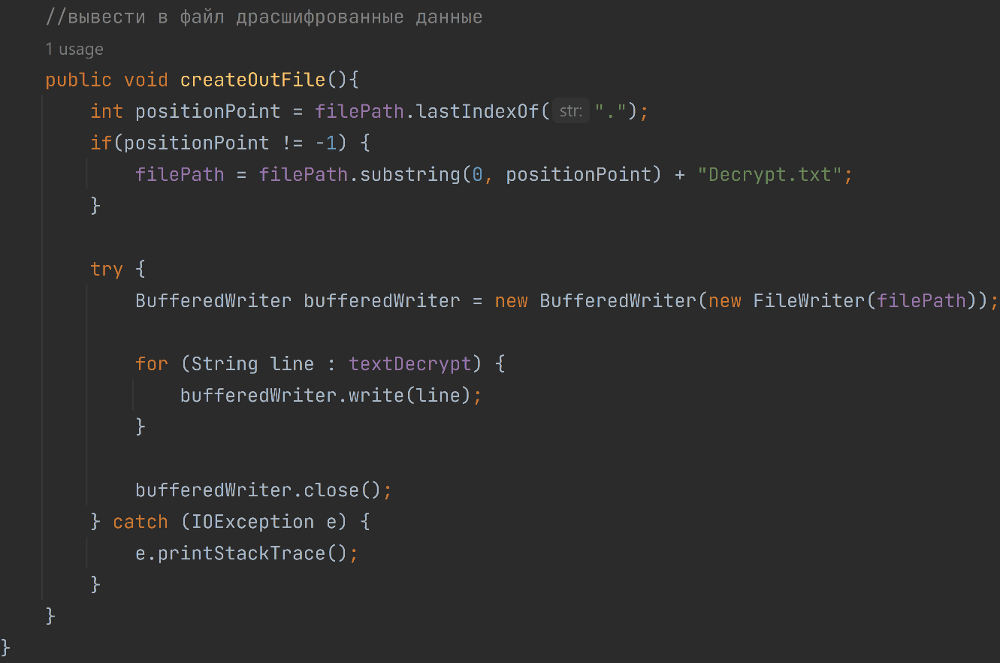 //вывести в файл драсшифрованные данные
1 usage
public void createOutFile(){
int positionPoint = filePath.lastIndexOf( str: ".");
if(positionPoint != -1) {
filePath = filePath.substring(0, positionPoint) + "Decrypt.txt";
}
try {
BufferedWriter bufferedWriter = new BufferedWriter(new FileWriter(filePath));
for (String line : textDecrypt) {
bufferedWriter.write(line);
}
bufferedWriter.close();
} catch (IOException e) {
e.printStackTrace();
}
}
}